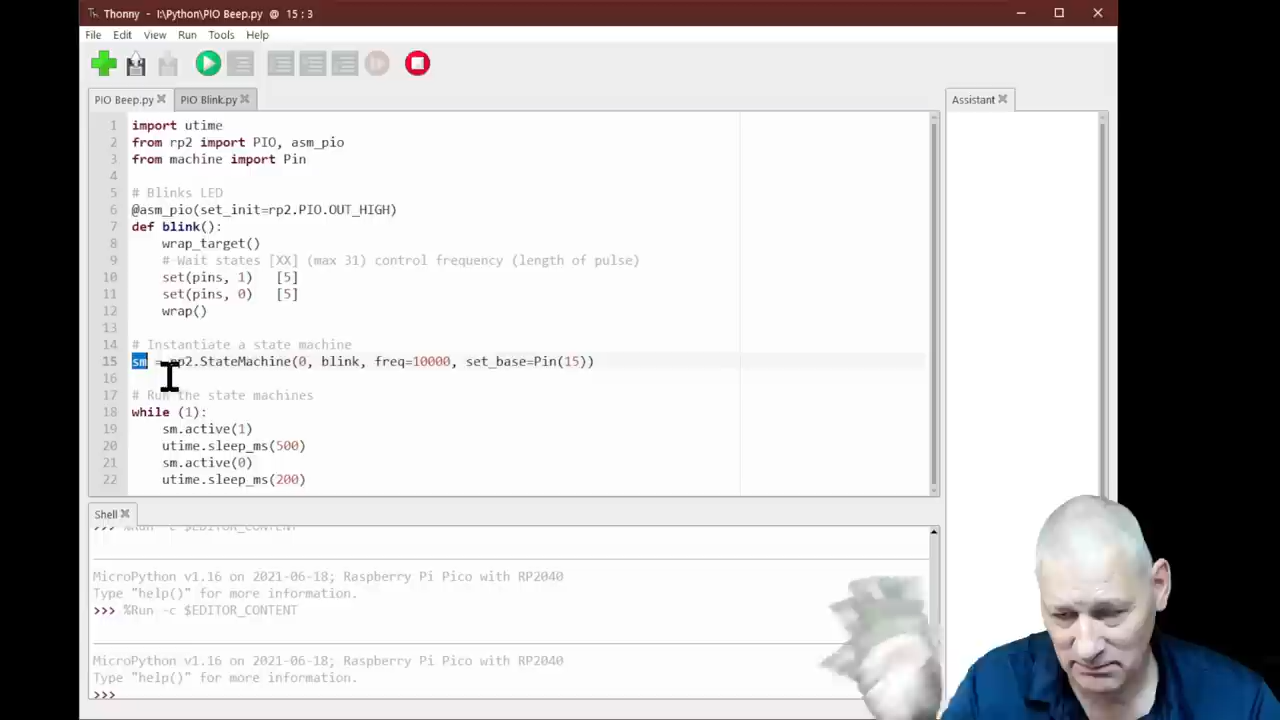 Thonny - I:\Python\PIO Beep.py @ 15 : 3
File Edit View Run Tools Help
PIO Beep.py PIO Blink.py Assistant
1 import utime
2 from rp2 import PIO, asm_pio
3 from machine import Pin
4
5 # Blinks LED
6 @asm_pio(set_init=rp2.PIO.OUT_HIGH)
7 def blink():
8 wrap_target()
9 # Wait states [XX] (max 31) control frequency (length of pulse)
10 set(pins, 1) [5]
11 set(pins, 0) [5]
12 wrap()
13
14 # Instantiate a state machine
15 sm = rp2.StateMachine(0, blink, freq=10000, set_base=Pin(15))
16
17 # Run the state machines
18 while (1):
19 sm.active(1)
20 utime.sleep_ms(500)
21 sm.active(0)
22 utime.sleep_ms(200)
Shell
>>> %Run -c $EDITOR_CONTENT
MicroPython v1.16 on 2021-06-18; Raspberry Pi Pico with RP2040
Type "help()" for more information.
>>> %Run -c $EDITOR_CONTENT
MicroPython v1.16 on 2021-06-18; Raspberry Pi Pico with RP2040
Type "help()" for more information.
>>>